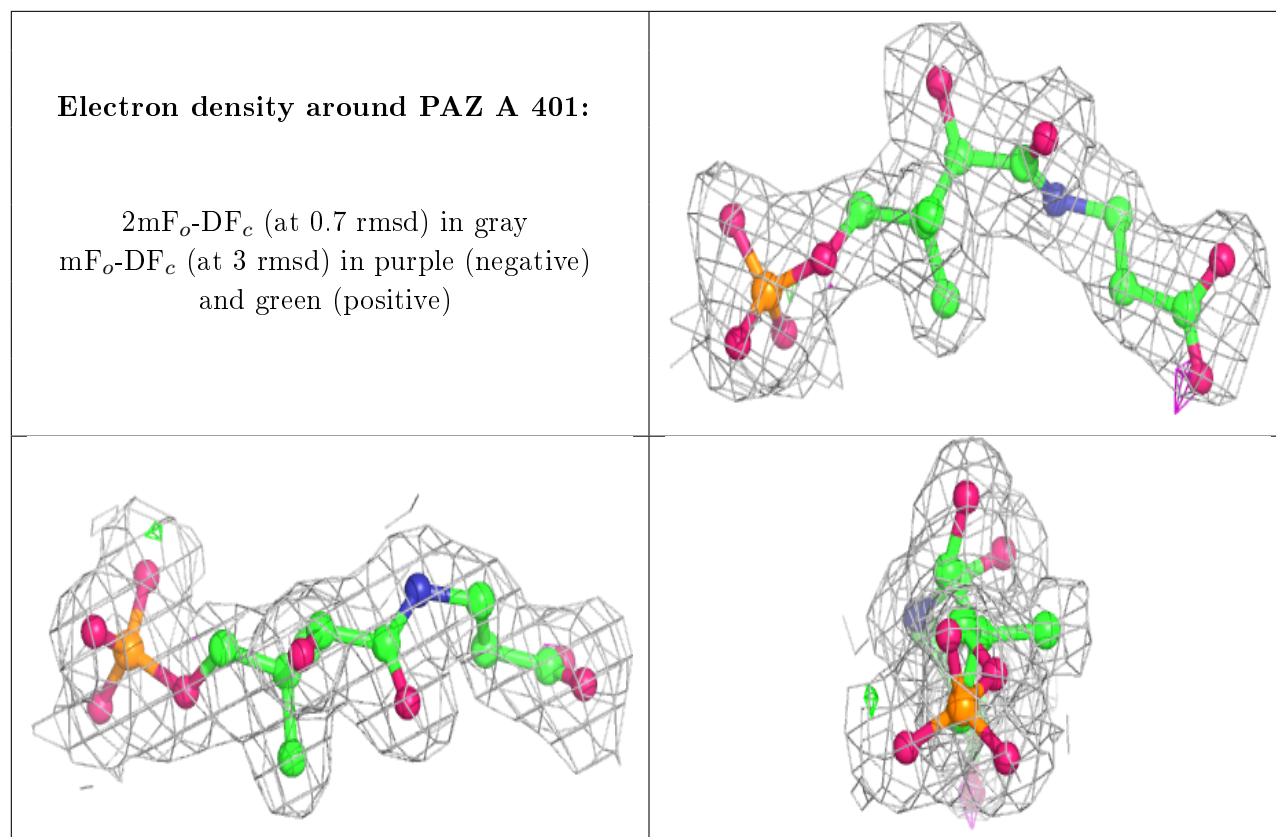 Electron density around PAZ A 401:
2mFₒ-DF𝒸 (at 0.7 rmsd) in gray
mFₒ-DF𝒸 (at 3 rmsd) in purple (negative)
and green (positive)